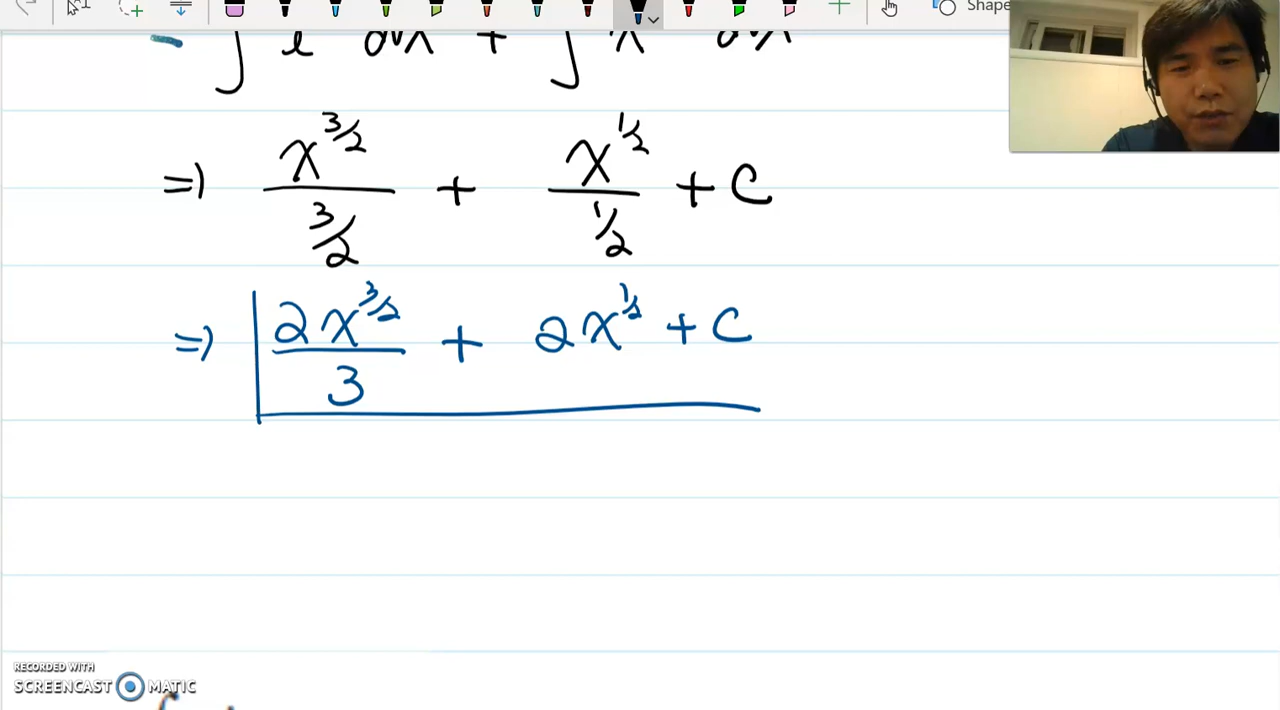 Shape
=) x^{3/2} / (3/2) + x^{1/2} / (1/2) + C
=) 2x^{3/2} / 3 + 2x^{1/2} + C
RECORDED WITH
SCREENCAST MATIC